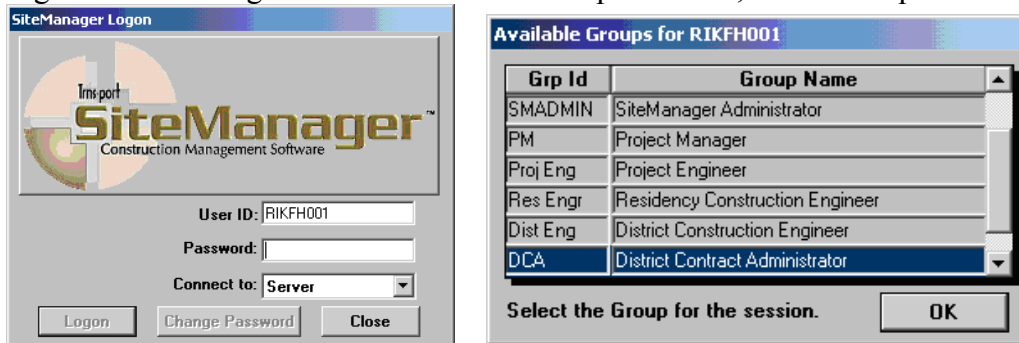 SiteManager Logon
Trns·port
SiteManager™
Construction Management Software
User ID: RIKFH001
Password:
Connect to: Server
Logon Change Password Close
Available Groups for RIKFH001
Grp Id Group Name
SMADMIN SiteManager Administrator
PM Project Manager
Proj Eng Project Engineer
Res Engr Residency Construction Engineer
Dist Eng District Construction Engineer
DCA District Contract Administrator
Select the Group for the session. OK